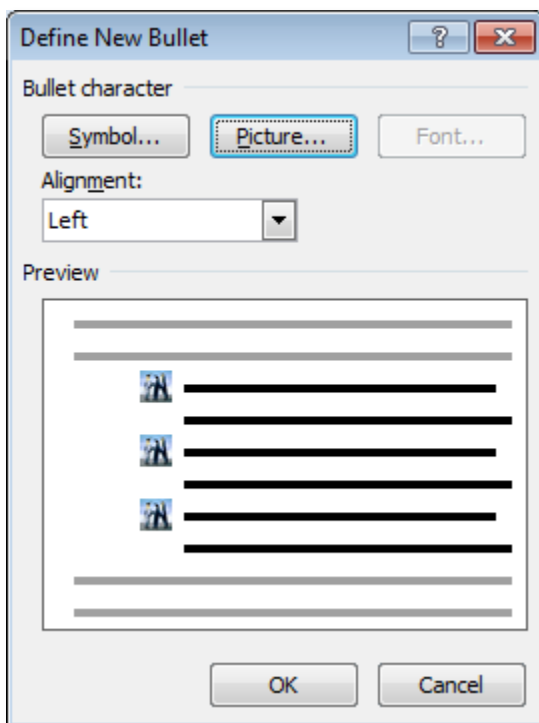 Define New Bullet
Bullet character
Symbol... Picture... Font...
Alignment:
Left
Preview
OK Cancel